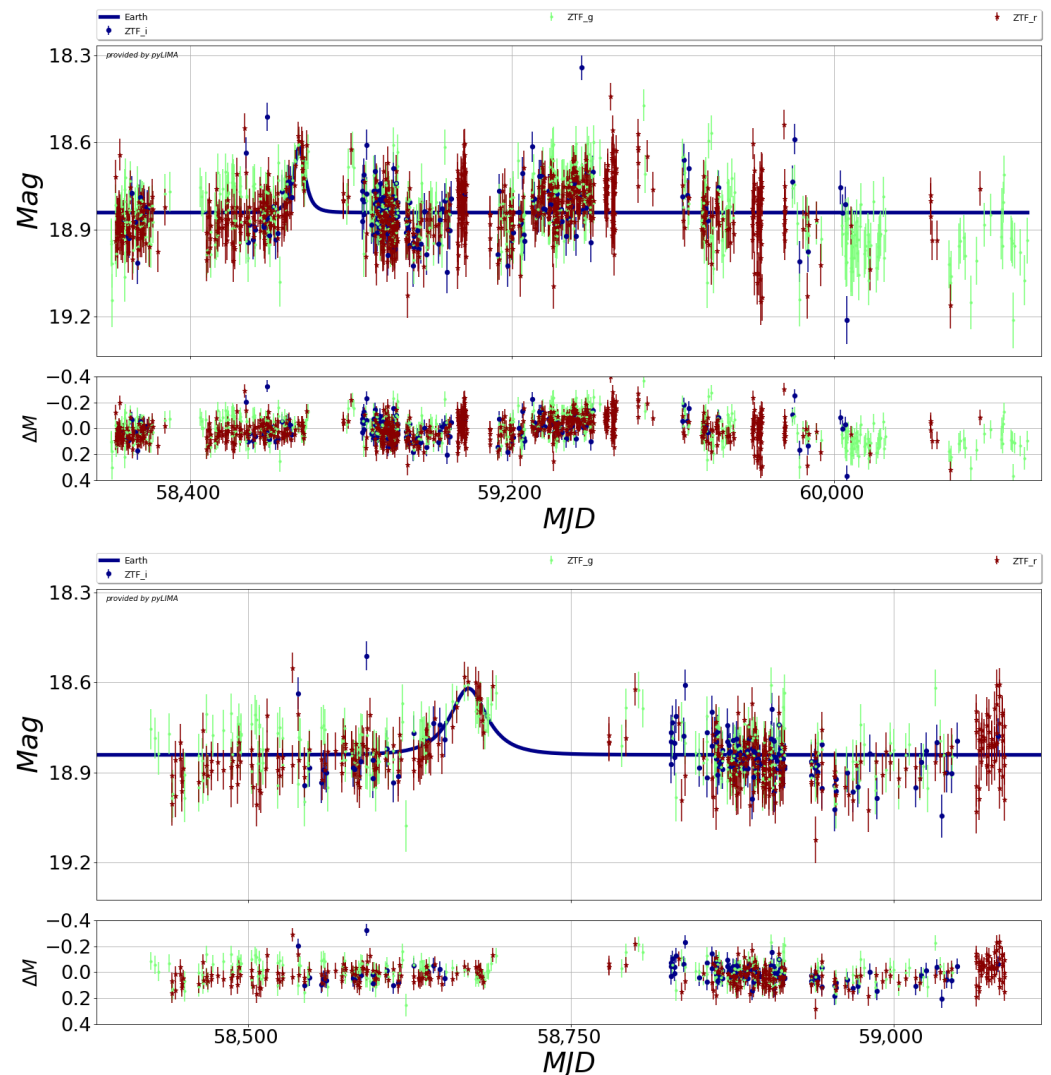 Earth ZTF_g ZTF_r
ZTF_i
provided by pyLIMA
18.3
18.6
18.9
19.2
Mag
−0.4
−0.2
0.0
0.2
0.4
ΔM
58,400 59,200 60,000
MJD
Earth ZTF_g ZTF_r
ZTF_i
provided by pyLIMA
18.3
18.6
18.9
19.2
Mag
−0.4
−0.2
0.0
0.2
0.4
ΔM
58,500 58,750 59,000
MJD